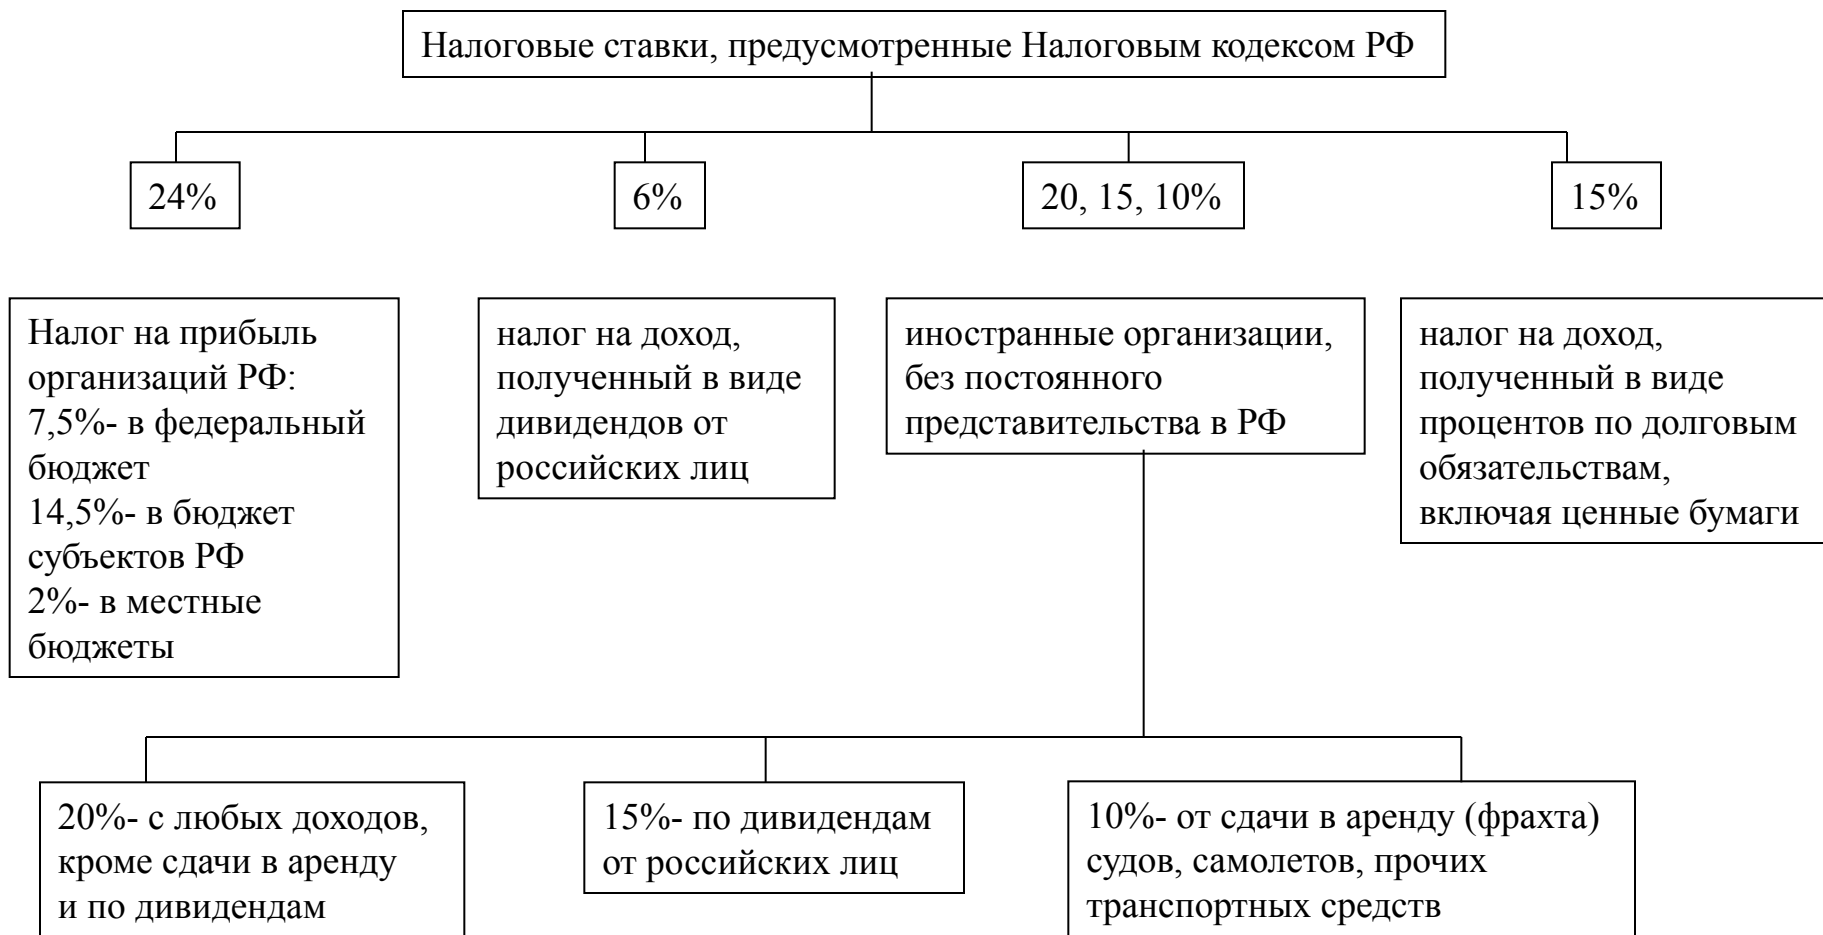 Налоговые ставки, предусмотренные Налоговым кодексом РФ
24%
6%
20, 15, 10%
15%
Налог на прибыль
организаций РФ:
7,5%- в федеральный
бюджет
14,5%- в бюджет
субъектов РФ
2%- в местные
бюджеты
налог на доход,
полученный в виде
дивидендов от
российских лиц
иностранные организации,
без постоянного
представительства в РФ
налог на доход,
полученный в виде
процентов по долговым
обязательствам,
включая ценные бумаги
20%- с любых доходов,
кроме сдачи в аренду
и по дивидендам
15%- по дивидендам
от российских лиц
10%- от сдачи в аренду (фрахта)
судов, самолетов, прочих
транспортных средств